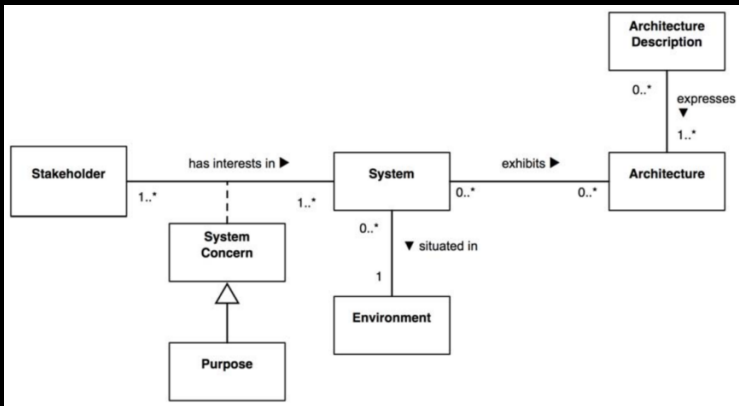 Architecture
Description
0..*
expresses
▼
1..*
Stakeholder
has interests in ▶
System
exhibits ▶
Architecture
1..*
1..*
0..*
0..*
System
Concern
0..*
▼ situated in
1
Environment
Purpose